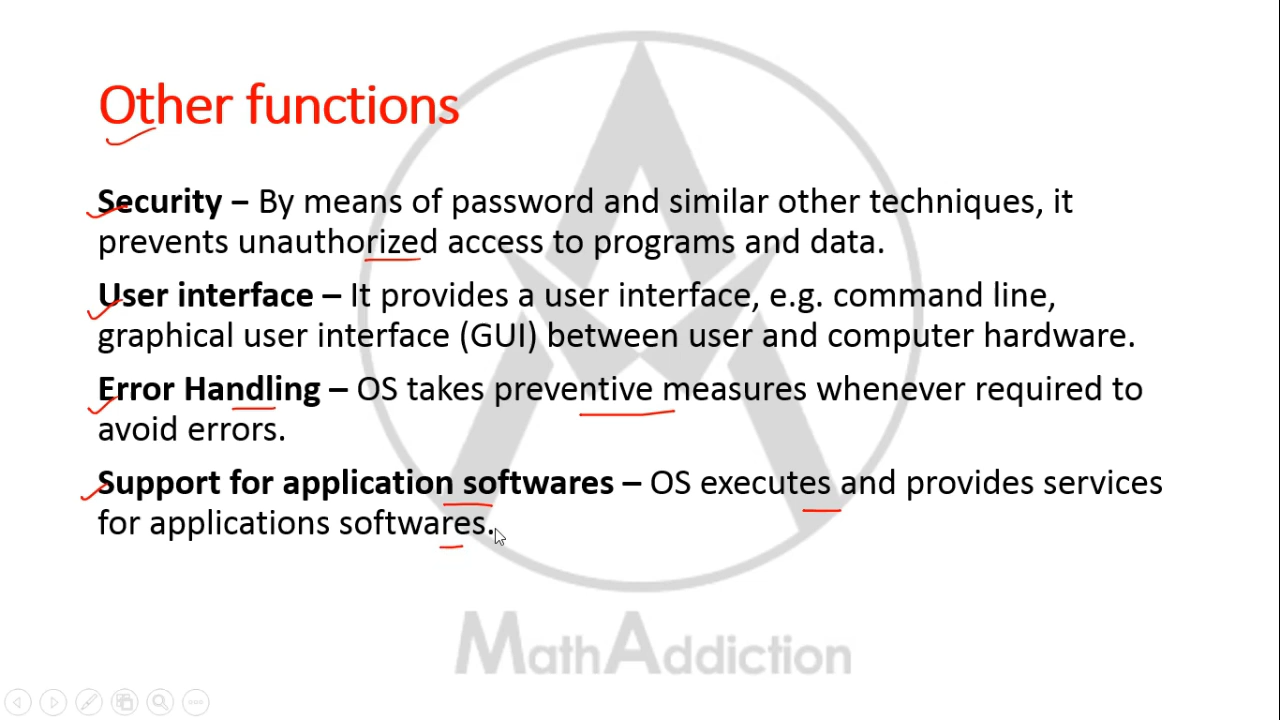 Other functions
Security – By means of password and similar other techniques, it
prevents unauthorized access to programs and data.
User interface – It provides a user interface, e.g. command line,
graphical user interface (GUI) between user and computer hardware.
Error Handling – OS takes preventive measures whenever required to
avoid errors.
Support for application softwares – OS executes and provides services
for applications softwares.
MathAddiction